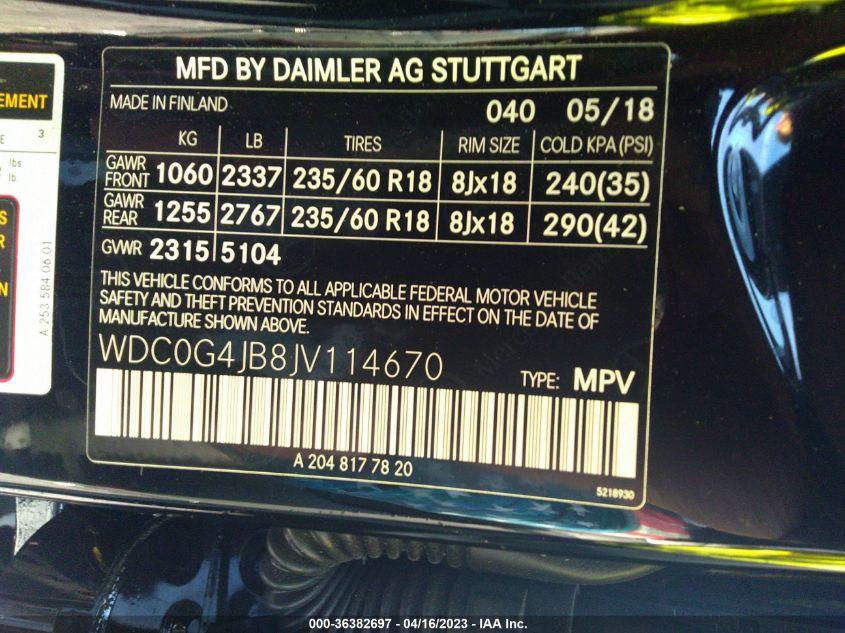 MFD BY DAIMLER AG STUTTGART
MADE IN FINLAND 040 05/18
KG LB TIRES RIM SIZE COLD KPA (PSI)
GAWR FRONT 1060 2337 235/60 R18 8Jx18 240(35)
GAWR REAR 1255 2767 235/60 R18 8Jx18 290(42)
GVWR 2315 5104
THIS VEHICLE CONFORMS TO ALL APPLICABLE FEDERAL MOTOR VEHICLE
SAFETY AND THEFT PREVENTION STANDARDS IN EFFECT ON THE DATE OF
MANUFACTURE SHOWN ABOVE.
WDC0G4JB8JV114670
TYPE: MPV
A 204 817 78 20
5218930
EMENT
3
lbs
lb
A 253 584 06 01
000-36382697 - 04/16/2023 - IAA Inc.